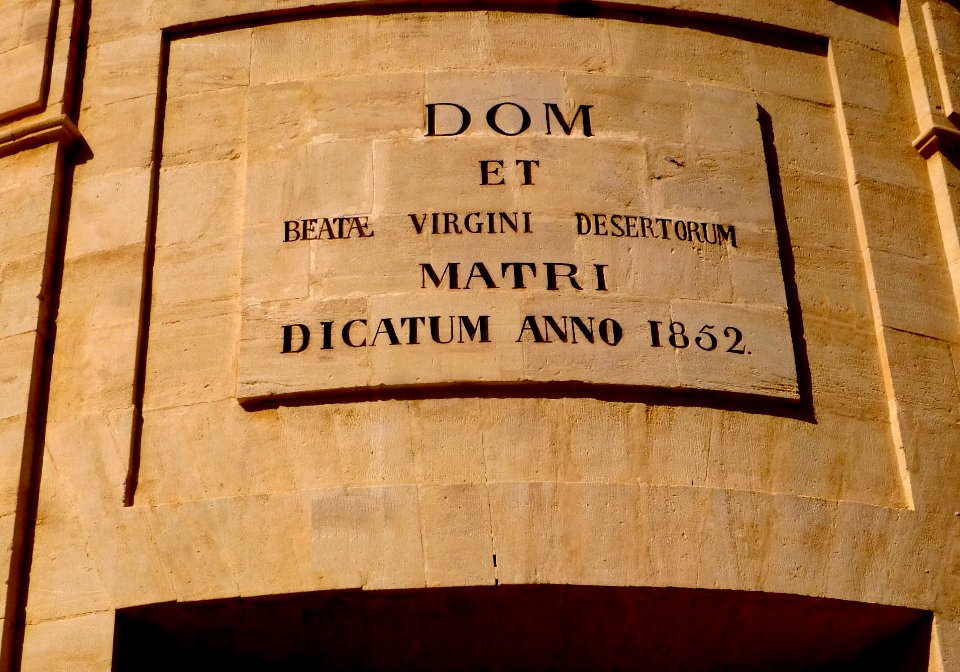 DOM
ET
BEATÆ VIRGINI DESERTORUM
MATRI
DICATUM ANNO 1852.